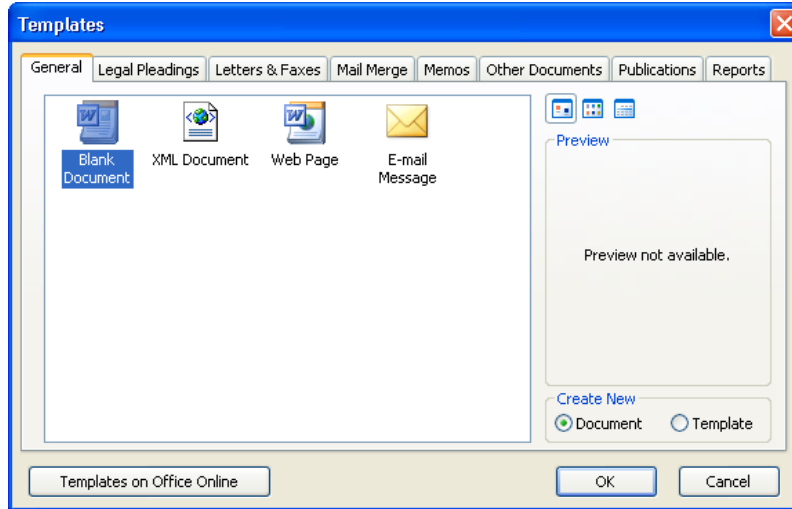 Templates
General Legal Pleadings Letters & Faxes Mail Merge Memos Other Documents Publications Reports
Blank Document
XML Document
Web Page
E-mail Message
Preview
Preview not available.
Create New
Document Template
Templates on Office Online OK Cancel